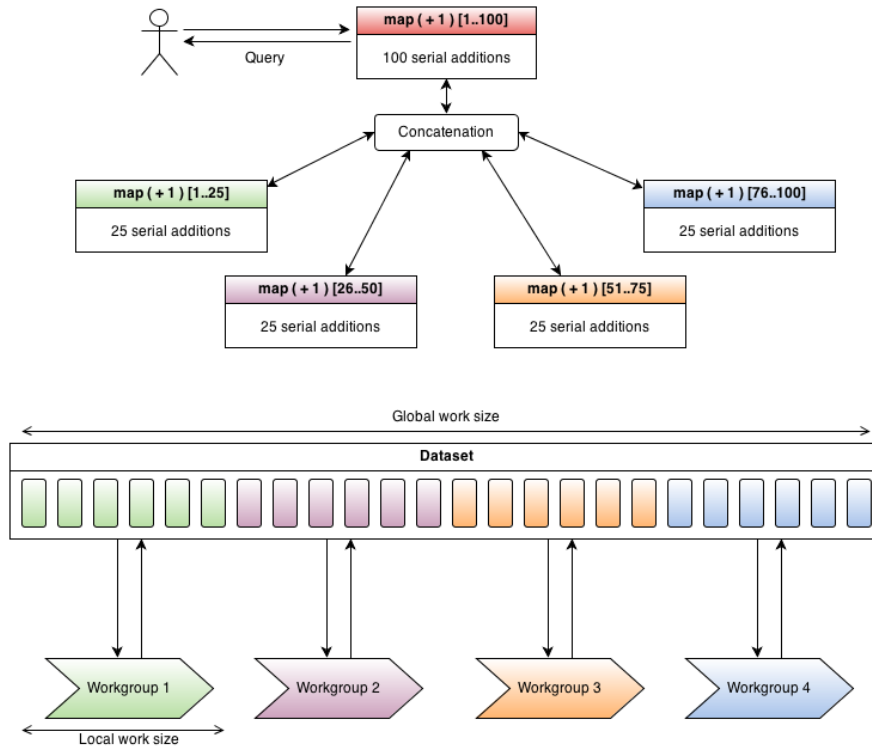 map ( + 1 ) [1..100]
100 serial additions
Query
Concatenation
map ( + 1 ) [1..25]
25 serial additions
map ( + 1 ) [76..100]
25 serial additions
map ( + 1 ) [26..50]
25 serial additions
map ( + 1 ) [51..75]
25 serial additions
Global work size
Dataset
Workgroup 1
Workgroup 2
Workgroup 3
Workgroup 4
Local work size